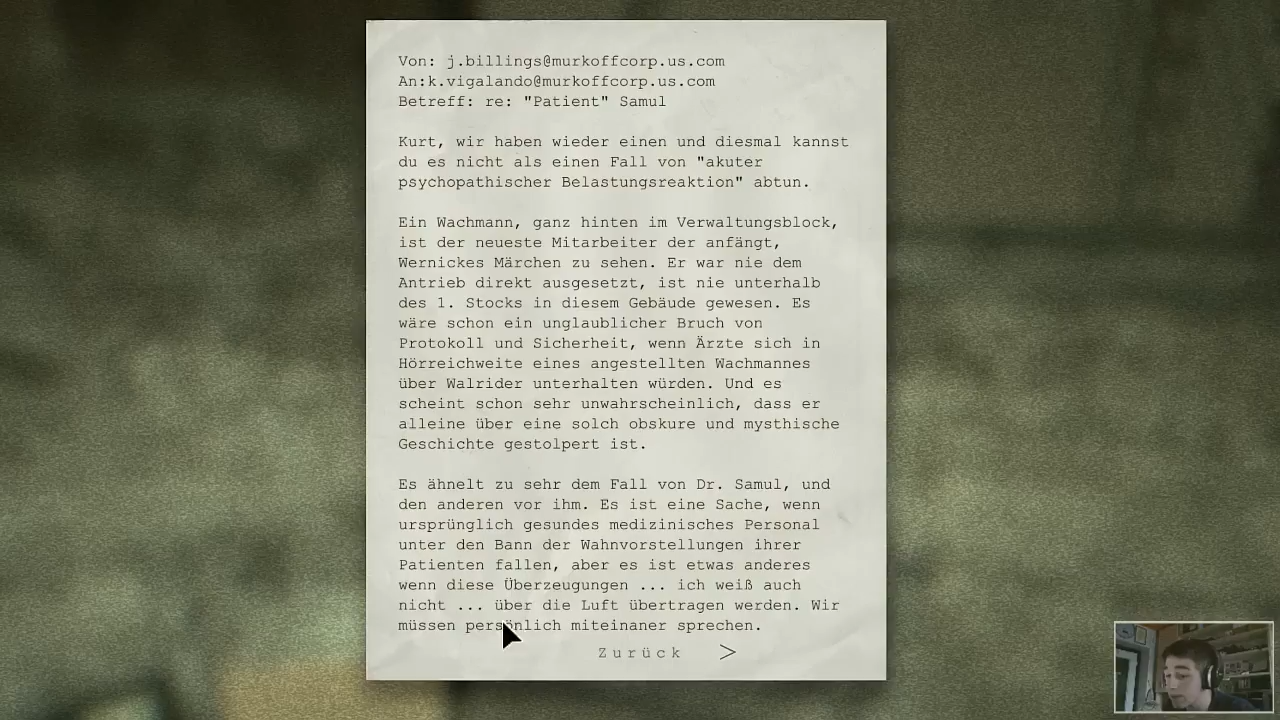 Von: j.billings@murkoffcorp.us.com
An:k.vigalando@murkoffcorp.us.com
Betreff: re: "Patient" Samul
Kurt, wir haben wieder einen und diesmal kannst
du es nicht als einen Fall von "akuter
psychopathischer Belastungsreaktion" abtun.
Ein Wachmann, ganz hinten im Verwaltungsblock,
ist der neueste Mitarbeiter der anfängt,
Wernickes Märchen zu sehen. Er war nie dem
Antrieb direkt ausgesetzt, ist nie unterhalb
des 1. Stocks in diesem Gebäude gewesen. Es
wäre schon ein unglaublicher Bruch von
Protokoll und Sicherheit, wenn Ärzte sich in
Hörreichweite eines angestellten Wachmannes
über Walrider unterhalten würden. Und es
scheint schon sehr unwahrscheinlich, dass er
alleine über eine solch obskure und mysthische
Geschichte gestolpert ist.
Es ähnelt zu sehr dem Fall von Dr. Samul, und
den anderen vor ihm. Es ist eine Sache, wenn
ursprünglich gesundes medizinisches Personal
unter den Bann der Wahnvorstellungen ihrer
Patienten fallen, aber es ist etwas anderes
wenn diese Überzeugungen ... ich weiß auch
nicht ... über die Luft übertragen werden. Wir
müssen persönlich miteinaner sprechen.
Zurück >